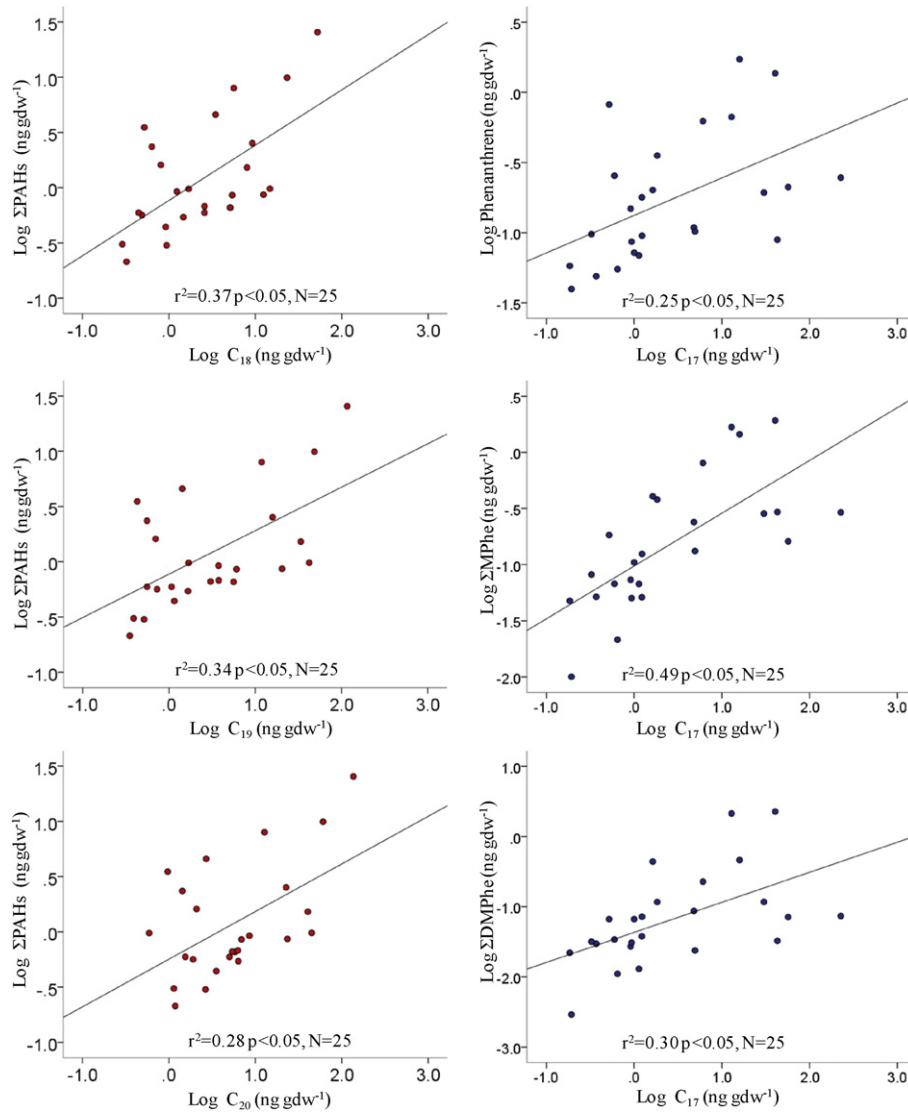 Log ΣPAHs (ng gdw-1)
1.5
1.0
.5
.0
-.5
-1.0
r2=0.37 p<0.05, N=25
-1.0 .0 1.0 2.0 3.0
Log C18 (ng gdw-1)
Log Phenanthrene (ng gdw-1)
.5
.0
-.5
-1.0
-1.5
r2=0.25 p<0.05, N=25
-1.0 .0 1.0 2.0 3.0
Log C17 (ng gdw-1)
Log ΣPAHs (ng gdw-1)
1.5
1.0
.5
.0
-.5
-1.0
r2=0.34 p<0.05, N=25
-1.0 .0 1.0 2.0 3.0
Log C19 (ng gdw-1)
Log ΣMPhe (ng gdw-1)
.5
.0
-.5
-1.0
-1.5
-2.0
r2=0.49 p<0.05, N=25
-1.0 .0 1.0 2.0 3.0
Log C17 (ng gdw-1)
Log ΣPAHs (ng gdw-1)
1.5
1.0
.5
.0
-.5
-1.0
r2=0.28 p<0.05, N=25
-1.0 .0 1.0 2.0 3.0
Log C20 (ng gdw-1)
Log ΣDMPhe (ng gdw-1)
1.0
.0
-1.0
-2.0
-3.0
r2=0.30 p<0.05, N=25
-1.0 .0 1.0 2.0 3.0
Log C17 (ng gdw-1)